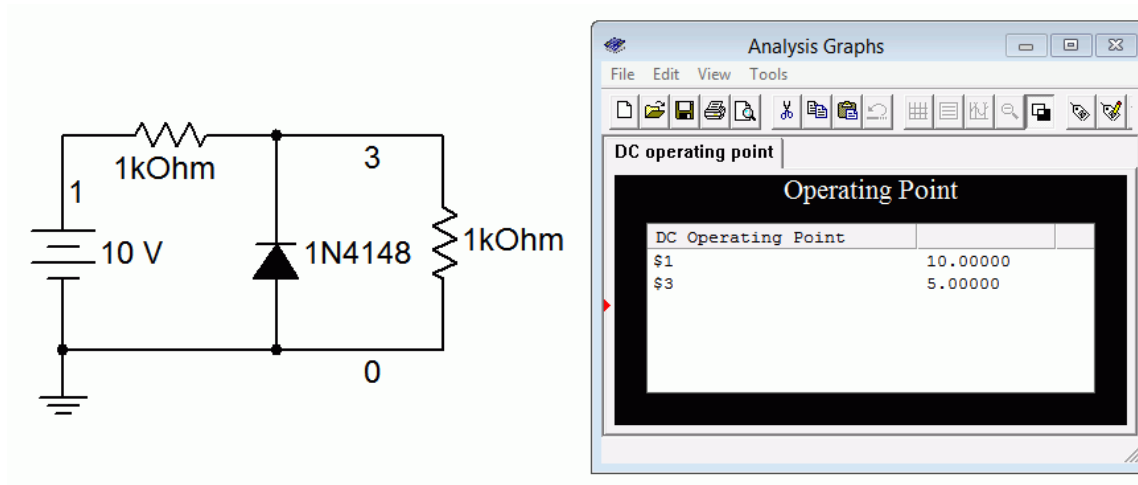 1kOhm
3
1
10 V
1N4148
1kOhm
0
Analysis Graphs
File Edit View Tools
DC operating point
Operating Point
DC Operating Point
$1 10.00000
$3 5.00000